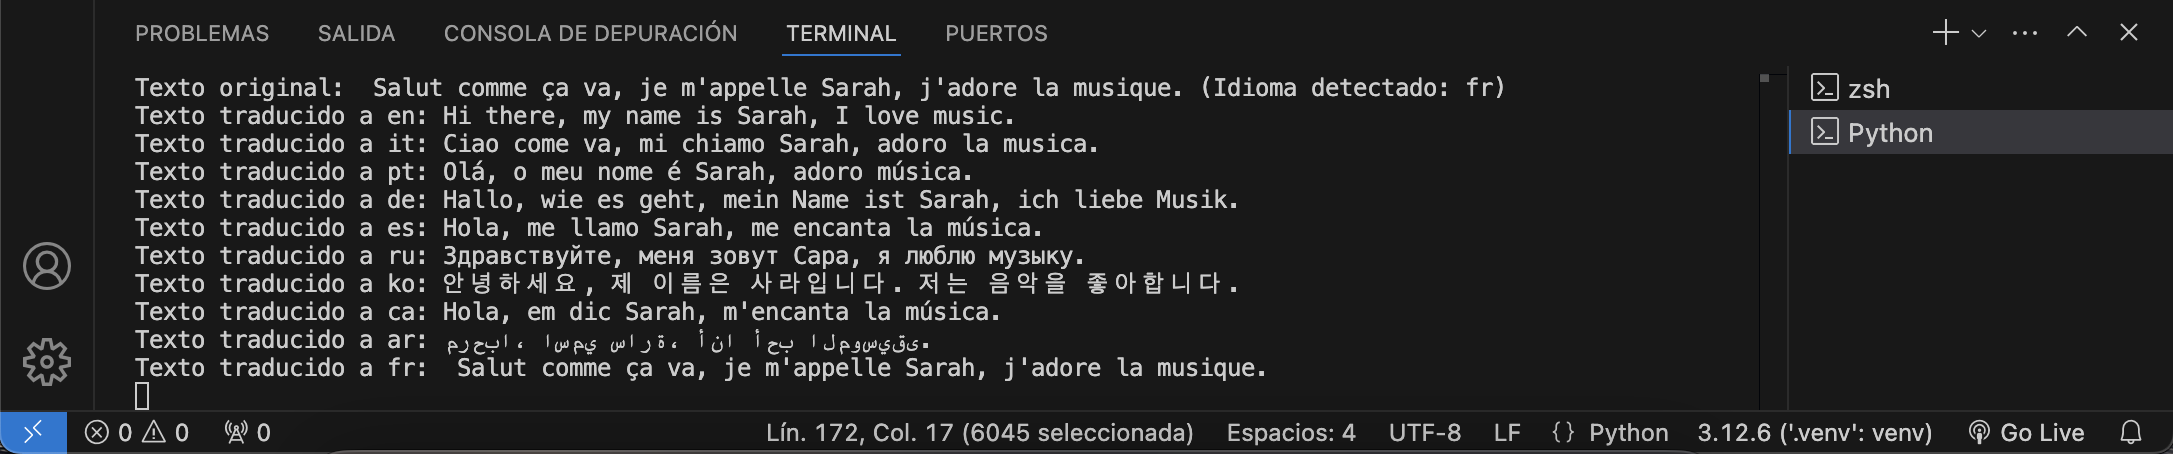 PROBLEMAS SALIDA CONSOLA DE DEPURACIÓN TERMINAL PUERTOS
Texto original:  Salut comme ça va, je m'appelle Sarah, j'adore la musique. (Idioma detectado: fr)
Texto traducido a en: Hi there, my name is Sarah, I love music.
Texto traducido a it: Ciao come va, mi chiamo Sarah, adoro la musica.
Texto traducido a pt: Olá, o meu nome é Sarah, adoro música.
Texto traducido a de: Hallo, wie es geht, mein Name ist Sarah, ich liebe Musik.
Texto traducido a es: Hola, me llamo Sarah, me encanta la música.
Texto traducido a ru: Здравствуйте, меня зовут Сара, я люблю музыку.
Texto traducido a ko: 안녕하세요, 제 이름은 사라입니다. 저는 음악을 좋아합니다.
Texto traducido a ca: Hola, em dic Sarah, m'encanta la música.
Texto traducido a ar: مرحبا، اسمي سارة، أنا أحب الموسيقى.
Texto traducido a fr:  Salut comme ça va, je m'appelle Sarah, j'adore la musique.
zsh
Python
0 0 0 Lín. 172, Col. 17 (6045 seleccionada) Espacios: 4 UTF-8 LF {} Python 3.12.6 ('.venv': venv) Go Live